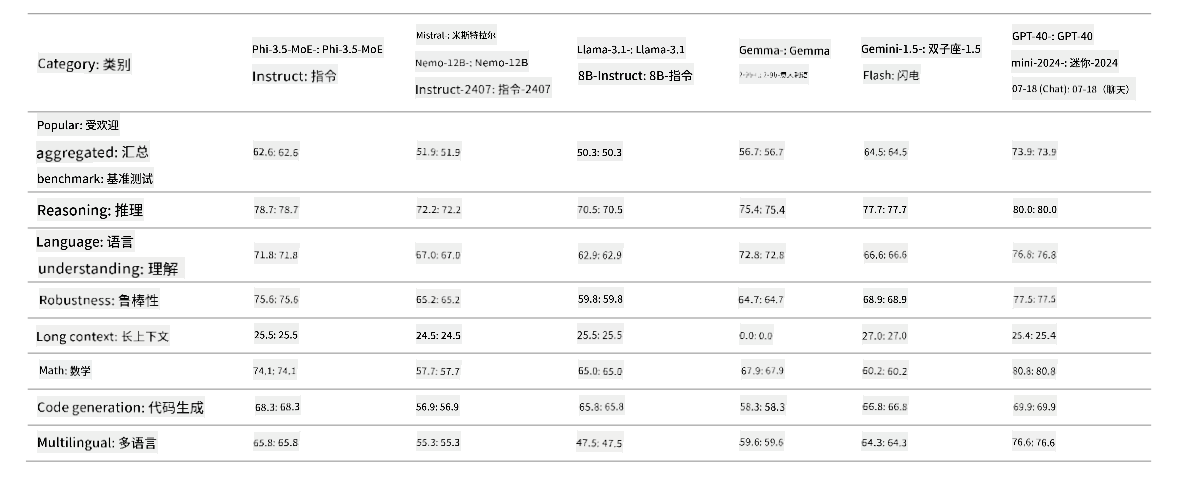 Category: 类别
Phi-3.5-MoE-: Phi-3.5-MoE
Instruct: 指令
Mistral-: 米斯特拉尔
Nemo-12B-: Nemo-12B
Instruct-2407: 指令-2407
Llama-3.1-: Llama-3.1
8B-Instruct: 8B-指令
Gemma-: Gemma
Gemini-1.5-: 双子座-1.5
Flash: 闪电
GPT-4O-: GPT-4O
mini-2024-: 迷你-2024
07-18 (Chat): 07-18（聊天）
Popular: 受欢迎
aggregated: 汇总
benchmark: 基准测试
62.6: 62.6 51.9: 51.9 50.3: 50.3 56.7: 56.7 64.5: 64.5 73.9: 73.9
Reasoning: 推理 78.7: 78.7 72.2: 72.2 70.5: 70.5 75.4: 75.4 77.7: 77.7 80.0: 80.0
Language: 语言
understanding: 理解
71.8: 71.8 67.0: 67.0 62.9: 62.9 72.8: 72.8 66.6: 66.6 76.8: 76.8
Robustness: 鲁棒性 75.6: 75.6 65.2: 65.2 59.8: 59.8 64.7: 64.7 68.9: 68.9 77.5: 77.5
Long context: 长上下文 25.5: 25.5 24.5: 24.5 25.5: 25.5 0.0: 0.0 27.0: 27.0 25.4: 25.4
Math: 数学 74.1: 74.1 57.7: 57.7 65.0: 65.0 67.9: 67.9 60.2: 60.2 80.8: 80.8
Code generation: 代码生成 68.3: 68.3 56.9: 56.9 65.8: 65.8 58.3: 58.3 66.8: 66.8 69.9: 69.9
Multilingual: 多语言 65.8: 65.8 55.3: 55.3 47.5: 47.5 59.6: 59.6 64.3: 64.3 76.6: 76.6